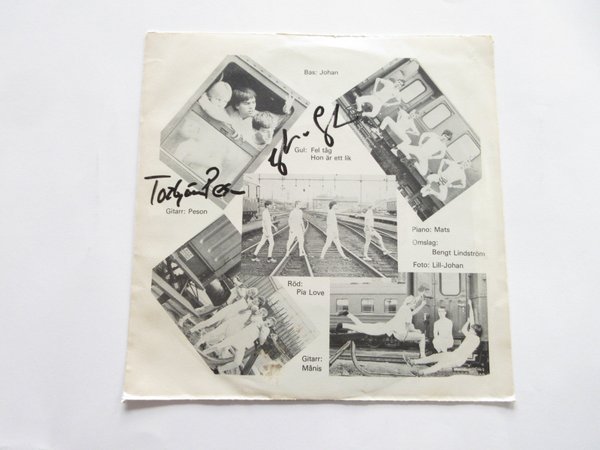 Bas: Johan
Gul: Fel tåg
Hon är ett lik
Gitarr: Peson
Piano: Mats
Omslag:
Bengt Lindström
Foto: Lill-Johan
Röd:
Pia Love
Gitarr:
Månis